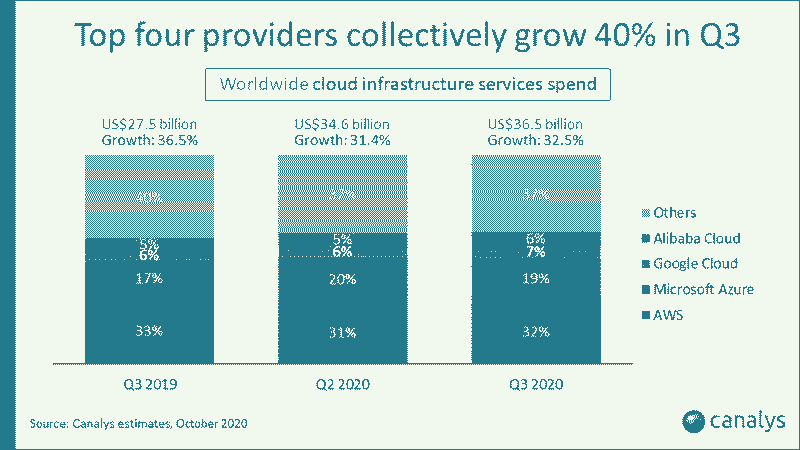 Top four providers collectively grow 40% in Q3
Worldwide cloud infrastructure services spend
US$27.5 billion
Growth: 36.5%
US$34.6 billion
Growth: 31.4%
US$36.5 billion
Growth: 32.5%
40%
37%
37%
5%
5%
6%
6%
6%
7%
17%
20%
19%
33%
31%
32%
Others
Alibaba Cloud
Google Cloud
Microsoft Azure
AWS
Q3 2019
Q2 2020
Q3 2020
Source: Canalys estimates, October 2020
canalys